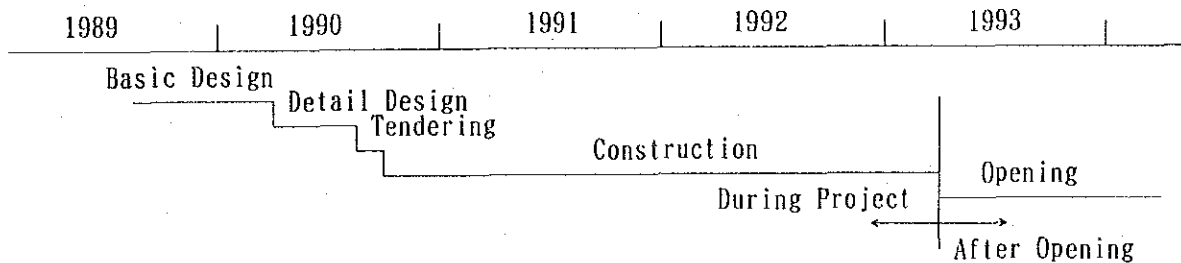 1989 1990 1991 1992 1993
Basic Design
Detail Design
Tendering
Construction
Opening
During Project
After Opening